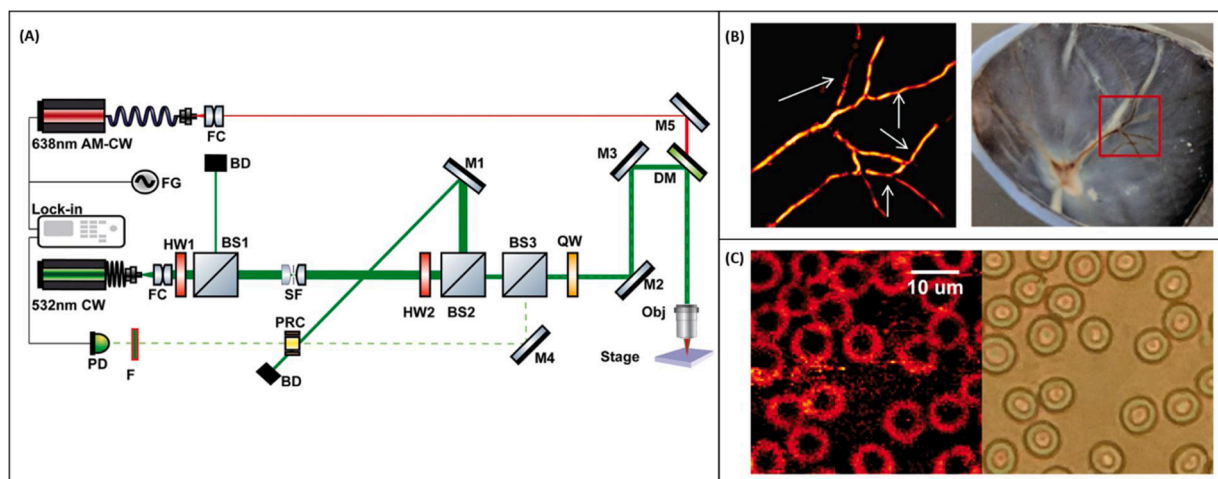 (A)
638nm AM-CW
FC
BD
M1
M3
M5
DM
FG
Lock-in
HW1
BS1
BS3
QW
532nm CW
FC
SF
HW2
BS2
M2
Obj
PRC
PD
F
BD
M4
Stage
(B)
(C)
10 um